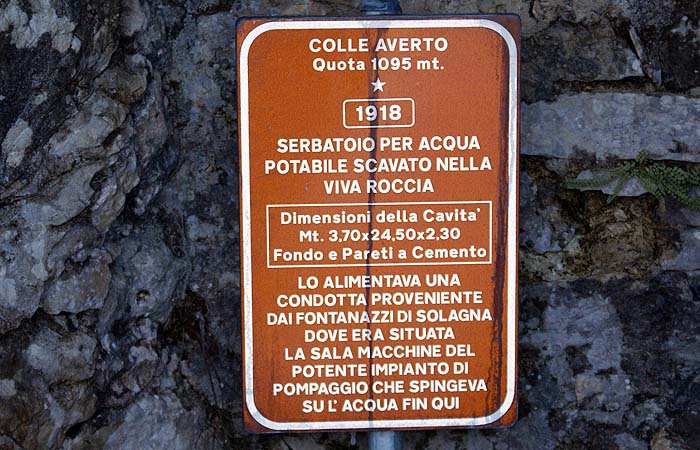 COLLE AVERTO
Quota 1095 mt.
1918
SERBATOIO PER ACQUA
POTABILE SCAVATO NELLA
VIVA ROCCIA
Dimensioni della Cavita'
Mt. 3,70x24,50x2,30
Fondo e Pareti a Cemento
LO ALIMENTAVA UNA
CONDOTTA PROVENIENTE
DAI FONTANAZZI DI SOLAGNA
DOVE ERA SITUATA
LA SALA MACCHINE DEL
POTENTE IMPIANTO DI
POMPAGGIO CHE SPINGEVA
SU L' ACQUA FIN QUI